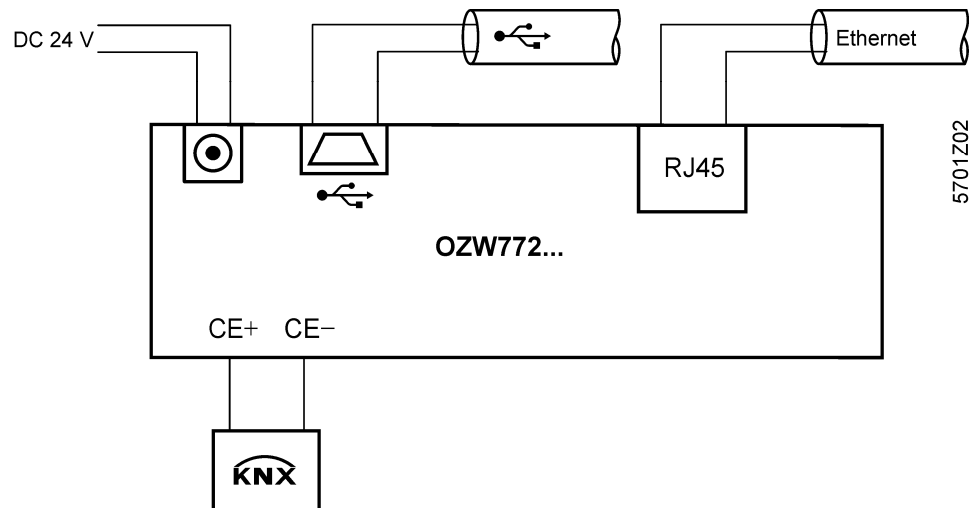 DC 24 V
Ethernet
RJ45
5701Z02
OZW772...
CE+ CE−
KNX